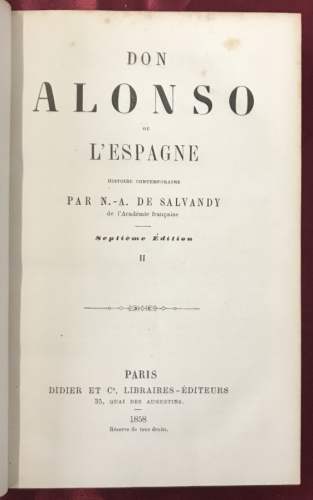 DON
ALONSO
OU
L'ESPAGNE
HISTOIRE CONTEMPORAINE
PAR N.-A. DE SALVANDY
de l'Académie française
Septième Édition
II
PARIS
DIDIER ET Cᵉ, LIBRAIRES-ÉDITEURS
35, QUAI DES AUGUSTINS.
1858
Réserve de tous droits.